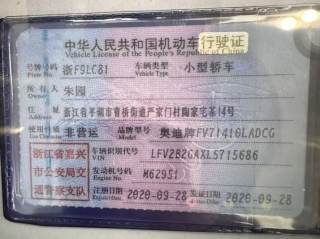 中华人民共和国机动车行驶证
Vehicle License of the People's Republic of China
号牌号码 浙F9LC81 车辆类型 小型轿车
Plate No. Vehicle Type
所有人 朱园
Owner
住址 浙江省平湖市曹桥街道严家门村陶家宅基14号
Address
使用性质 非营运 品牌型号 奥迪牌FV7141GLADCG
Use Character Model
浙江省嘉兴 车辆识别代号 LFV2B2GAXL5715686
VIN
市公安局交 发动机号码 M62951
Engine No.
通警察支队 注册日期 2020-09-28 发证日期 2020-09-28
Register Date Issue Date